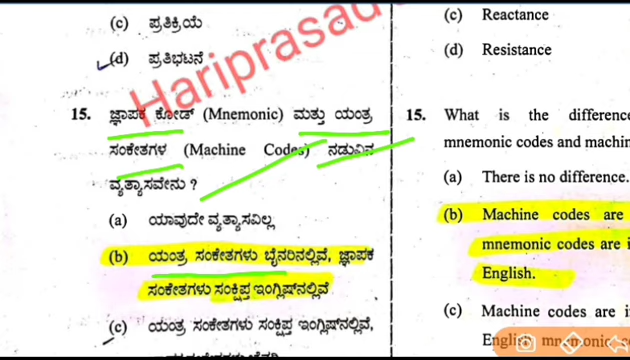 (c) ಪ್ರತಿಕ್ರಿಯೆ
(d) ಪ್ರತಿಭಟನೆ
15. ಜ್ಞಾಪಕ ಕೋಡ್ (Mnemonic) ಮತ್ತು ಯಂತ್ರ
ಸಂಕೇತಗಳ (Machine Codes) ನಡುವಿನ
ವ್ಯತ್ಯಾಸವೇನು ?
(a) ಯಾವುದೇ ವ್ಯತ್ಯಾಸವಿಲ್ಲ
(b) ಯಂತ್ರ ಸಂಕೇತಗಳು ಬೈನರಿನಲ್ಲಿವೆ, ಜ್ಞಾಪಕ
ಸಂಕೇತಗಳು ಸಂಕ್ಷಿಪ್ತ ಇಂಗ್ಲಿಷ್‌ನಲ್ಲಿವೆ
(c) ಯಂತ್ರ ಸಂಕೇತಗಳು ಸಂಕ್ಷಿಪ್ತ ಇಂಗ್ಲಿಷ್‌ನಲ್ಲಿವೆ,
Hariprasad
(c) Reactance
(d) Resistance
15. What is the difference
mnemonic codes and machin
(a) There is no difference.
(b) Machine codes are
mnemonic codes are i
English.
(c) Machine codes are i
English mnemonic